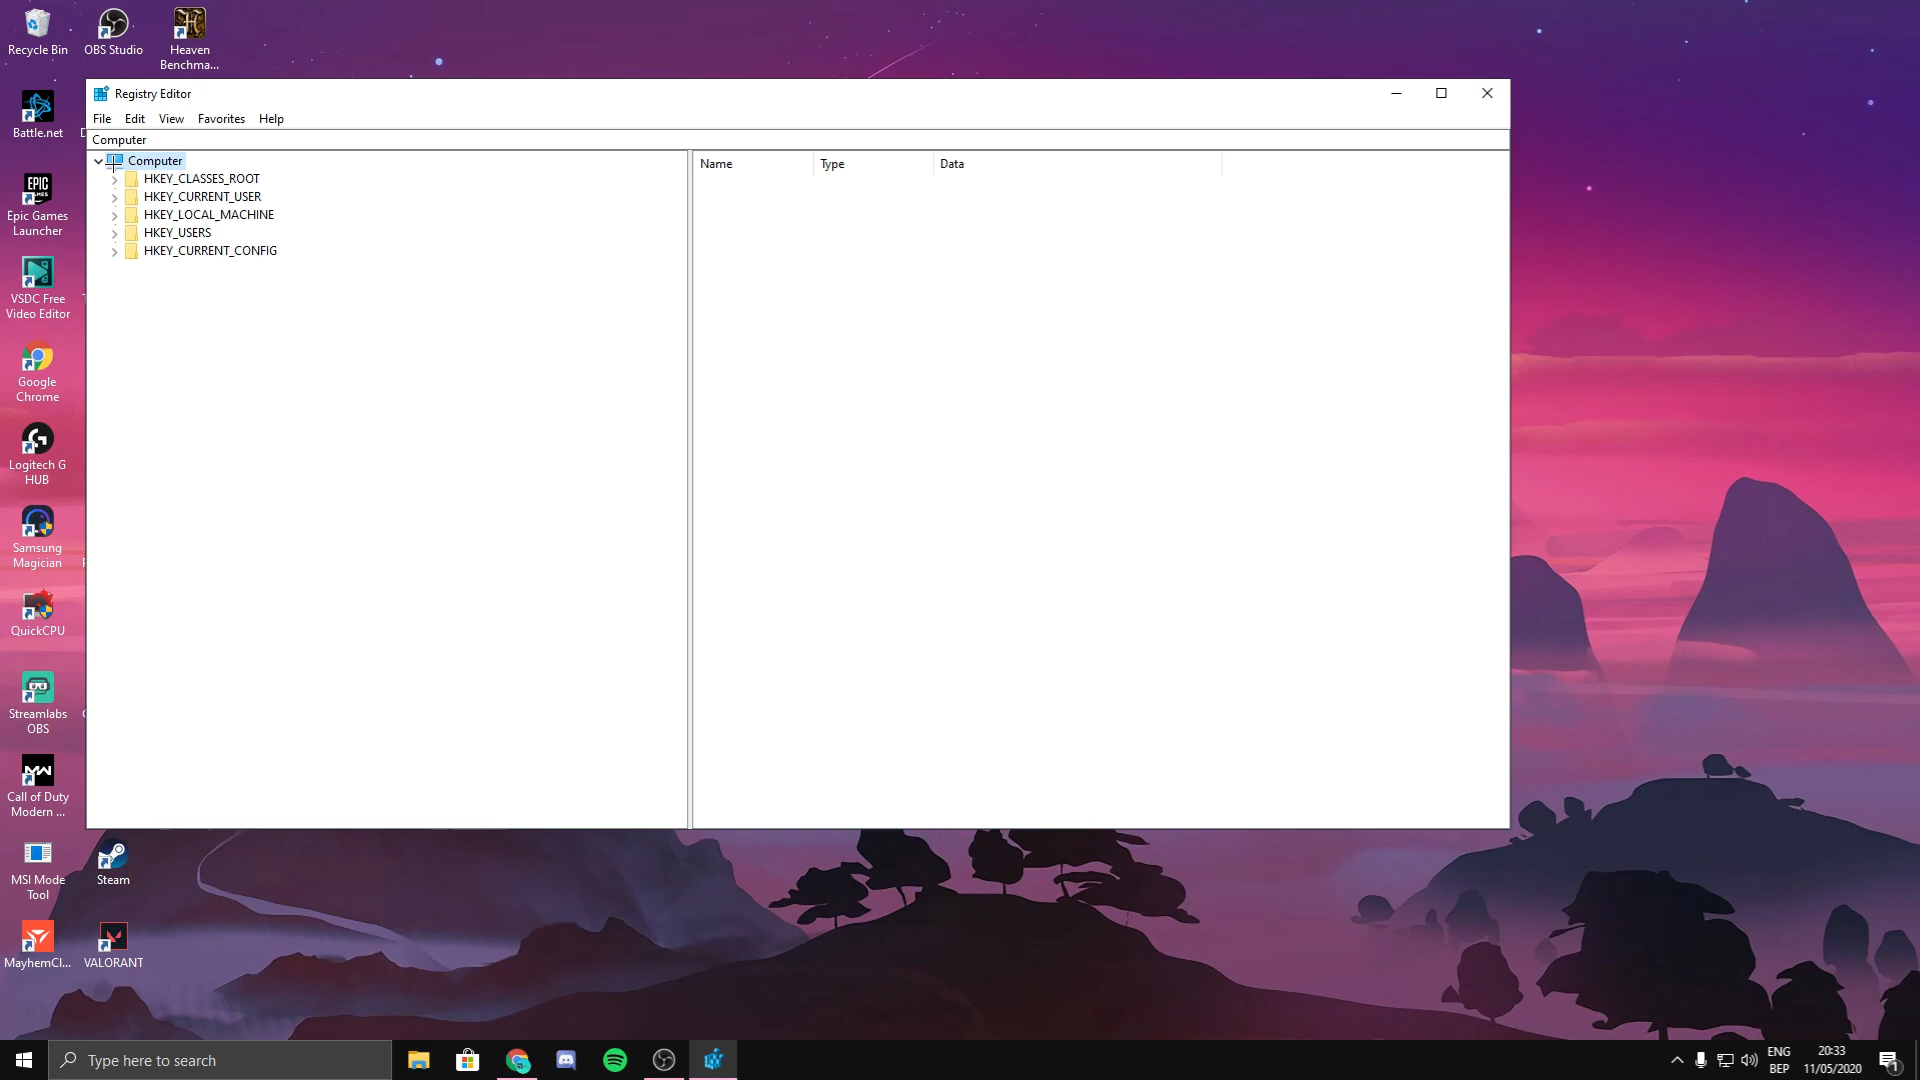 Recycle Bin
OBS Studio
Heaven
Benchma...
Battle.net
Epic Games
Launcher
VSDC Free
Video Editor
Google
Chrome
Logitech G
HUB
Samsung
Magician
QuickCPU
Streamlabs
OBS
Call of Duty
Modern ...
MSI Mode
Tool
Steam
MayhemCl...
VALORANT
Registry Editor
File Edit View Favorites Help
Computer
Computer
HKEY_CLASSES_ROOT
HKEY_CURRENT_USER
HKEY_LOCAL_MACHINE
HKEY_USERS
HKEY_CURRENT_CONFIG
Name Type Data
Type here to search
ENG
BEP
20:33
11/05/2020
1